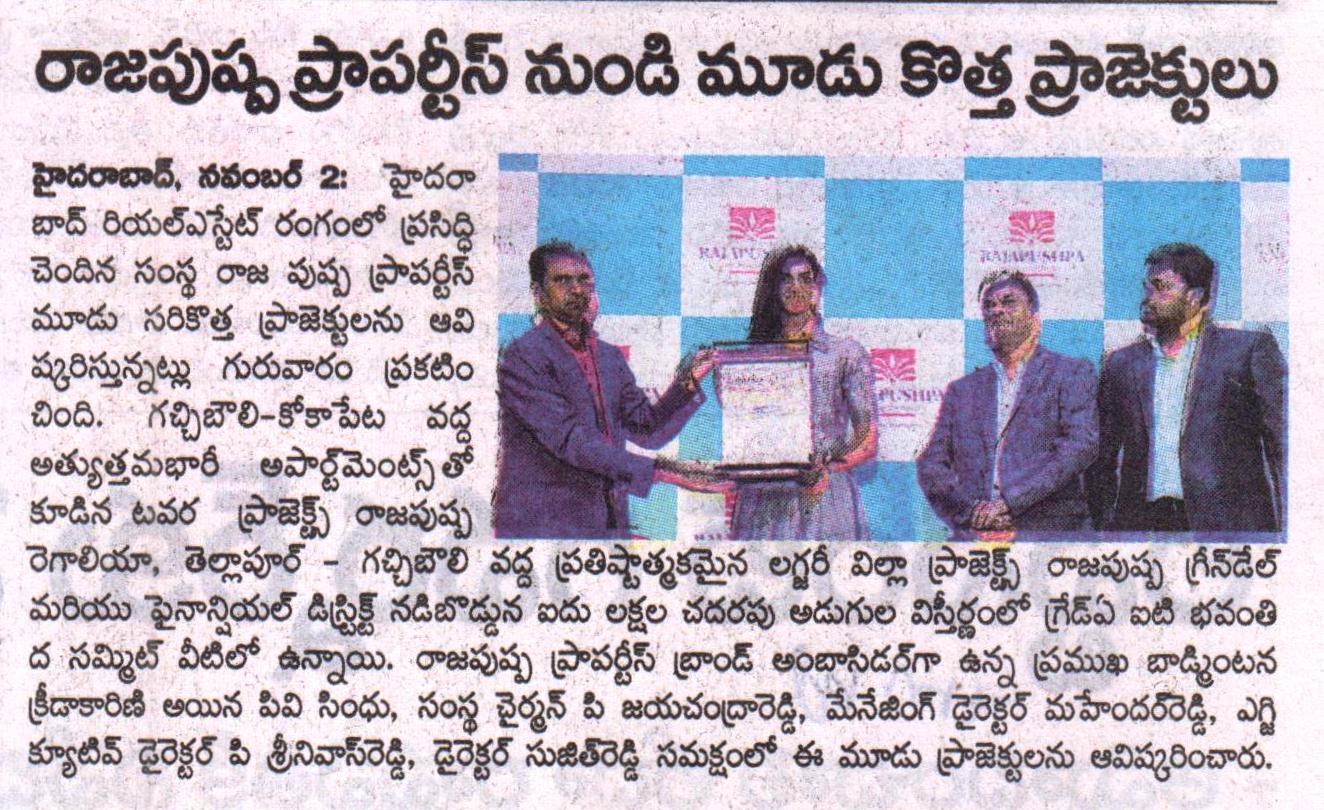 రాజపుష్ప ప్రాపర్టీస్ నుండి మూడు కొత్త ప్రాజెక్టులు
హైదరాబాద్, నవంబర్ 2: హైదరా
బాద్ రియల్ఎస్టేట్ రంగంలో ప్రసిద్ధి
చెందిన సంస్థ రాజ పుష్ప ప్రాపర్టీస్
మూడు సరికొత్త ప్రాజెక్టులను ఆవి
ష్కరిస్తున్నట్లు గురువారం ప్రకటిం
చింది. గచ్చిబౌలి-కోకాపేట వద్ద
అత్యుత్తమభారీ అపార్ట్‌మెంట్స్‌తో
కూడిన టవర ప్రాజెక్ట్స్ రాజపుష్ప
రెగాలియా, తెల్లాపూర్ - గచ్చిబౌలి వద్ద ప్రతిష్టాత్మకమైన లగ్జరీ విల్లా ప్రాజెక్ట్స్ రాజపుష్ప గ్రీన్‌డేల్
మరియు ఫైనాన్షియల్ డిస్ట్రిక్ట్ నడిబొడ్డున ఐదు లక్షల చదరపు అడుగుల విస్తీర్ణంలో గ్రేడ్ఏ ఐటి భవంతి
ద సమ్మిట్ వీటిలో ఉన్నాయి. రాజపుష్ప ప్రాపర్టీస్ బ్రాండ్ అంబాసిడర్‌గా ఉన్న ప్రముఖ బాడ్మింటన
క్రీడాకారిణి అయిన పివి సింధు, సంస్థ చైర్మన్ పి జయచంద్రారెడ్డి, మేనేజింగ్ డైరెక్టర్ మహేందర్‌రెడ్డి, ఎగ్జి
క్యూటివ్ డైరెక్టర్ పి శ్రీనివాస్‌రెడ్డి, డైరెక్టర్ సుజిత్‌రెడ్డి సమక్షంలో ఈ మూడు ప్రాజెక్టులను ఆవిష్కరించారు.
RAJAPUSHPA